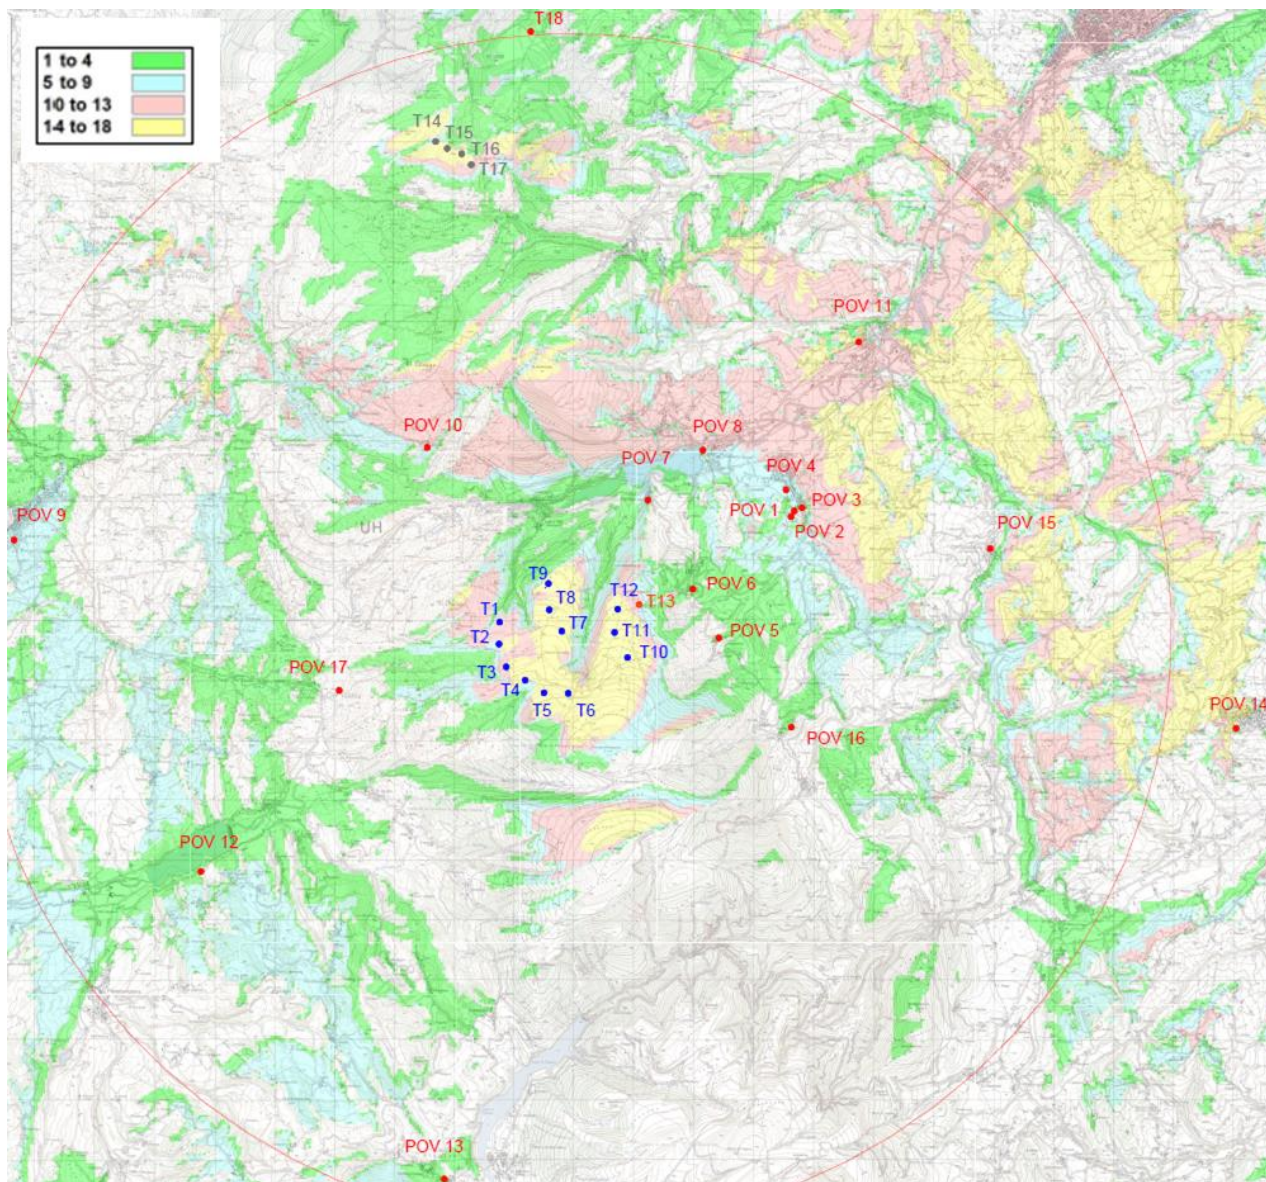 T18
1 to 4
5 to 9
10 to 13
14 to 18
T14
T15
T16
T17
POV 11
POV 10
POV 8
POV 7
POV 4
POV 3
POV 1
POV 2
POV 9
UH
POV 15
T9
T8
T12
T13
POV 6
T1
T7
T11
T2
POV 5
T10
T3
POV 17
T4
T5
T6
POV 14
POV 16
POV 12
POV 13